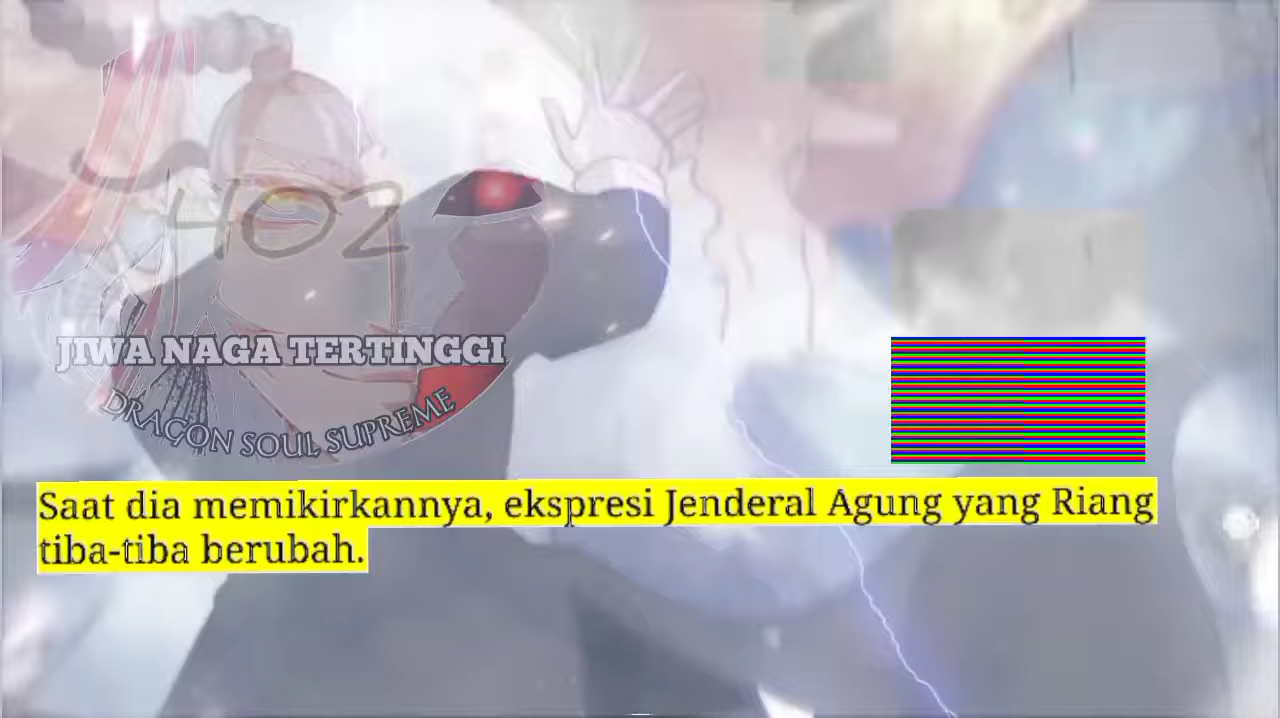 402
JIWA NAGA TERTINGGI
DRAGON SOUL SUPREME
Saat dia memikirkannya, ekspresi Jenderal Agung yang Riang
tiba-tiba berubah.